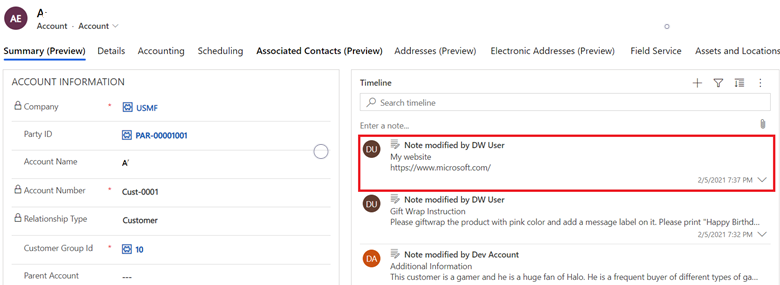 AE
A
Account · Account
Summary (Preview) Details Accounting Scheduling Associated Contacts (Preview) Addresses (Preview) Electronic Addresses (Preview) Field Service Assets and Locations
ACCOUNT INFORMATION
Company * USMF
Party ID PAR-00001001
Account Name A
Account Number * Cust-0001
Relationship Type Customer
Customer Group Id * 10
Parent Account ---
Timeline
Search timeline
Enter a note...
DU Note modified by DW User
My website
https://www.microsoft.com/
2/5/2021 7:37 PM
DU Note modified by DW User
Gift Wrap Instruction
Please giftwrap the product with pink color and add a message label on it. Please print "Happy Birthd...
2/5/2021 7:32 PM
DA Note modified by Dev Account
Additional Information
This customer is a gamer and he is a huge fan of Halo. He is a frequent buyer of different types of ga...